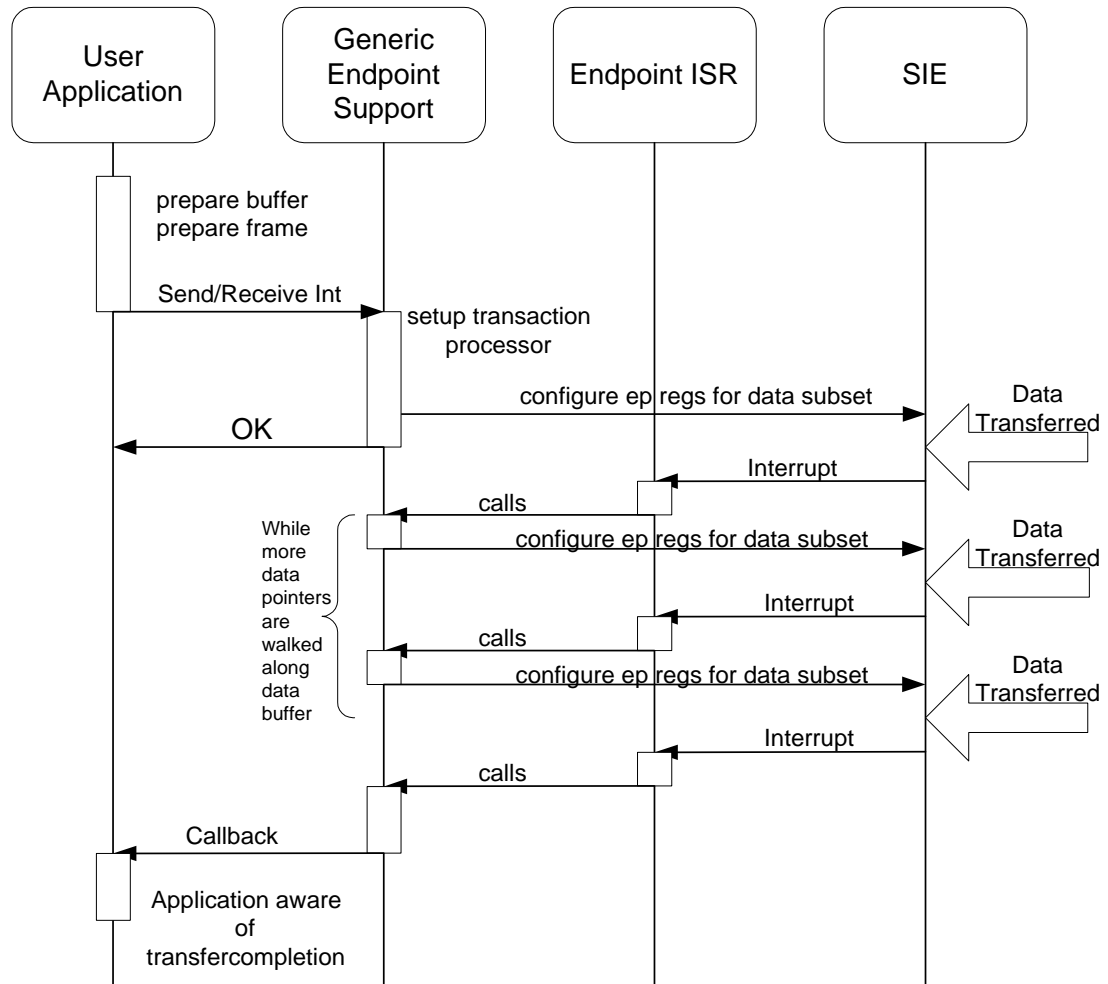 User
Application
Generic
Endpoint
Support
Endpoint ISR
SIE
prepare buffer
prepare frame
Send/Receive Int
setup transaction
processor
configure ep regs for data subset
Data
Transferred
OK
Interrupt
calls
While
more
data
pointers
are
walked
along
data
buffer
configure ep regs for data subset
Data
Transferred
Interrupt
calls
configure ep regs for data subset
Data
Transferred
Interrupt
calls
Callback
Application aware
of
transfercompletion